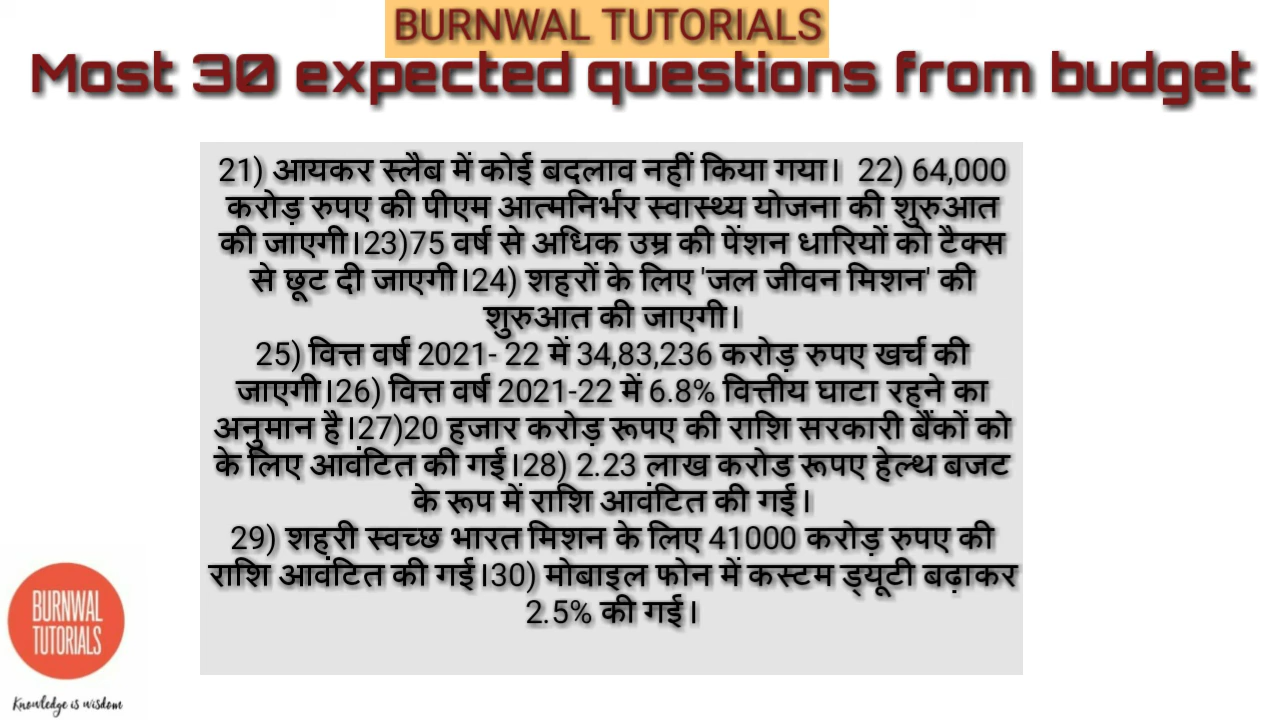 BURNWAL TUTORIALS
Most 30 expected questions from budget
21) आयकर स्लैब में कोई बदलाव नहीं किया गया। 22) 64,000
करोड़ रुपए की पीएम आत्मनिर्भर स्वास्थ्य योजना की शुरुआत
की जाएगी।23)75 वर्ष से अधिक उम्र की पेंशन धारियों को टैक्स
से छूट दी जाएगी।24) शहरों के लिए 'जल जीवन मिशन' की
शुरुआत की जाएगी।
25) वित्त वर्ष 2021- 22 में 34,83,236 करोड़ रुपए खर्च की
जाएगी।26) वित्त वर्ष 2021-22 में 6.8% वित्तीय घाटा रहने का
अनुमान है।27)20 हजार करोड़ रूपए की राशि सरकारी बैंकों को
के लिए आवंटित की गई।28) 2.23 लाख करोड रूपए हेल्थ बजट
के रूप में राशि आवंटित की गई।
29) शहरी स्वच्छ भारत मिशन के लिए 41000 करोड़ रुपए की
राशि आवंटित की गई।30) मोबाइल फोन में कस्टम ड्यूटी बढ़ाकर
2.5% की गई।
BURNWAL
TUTORIALS
Knowledge is wisdom